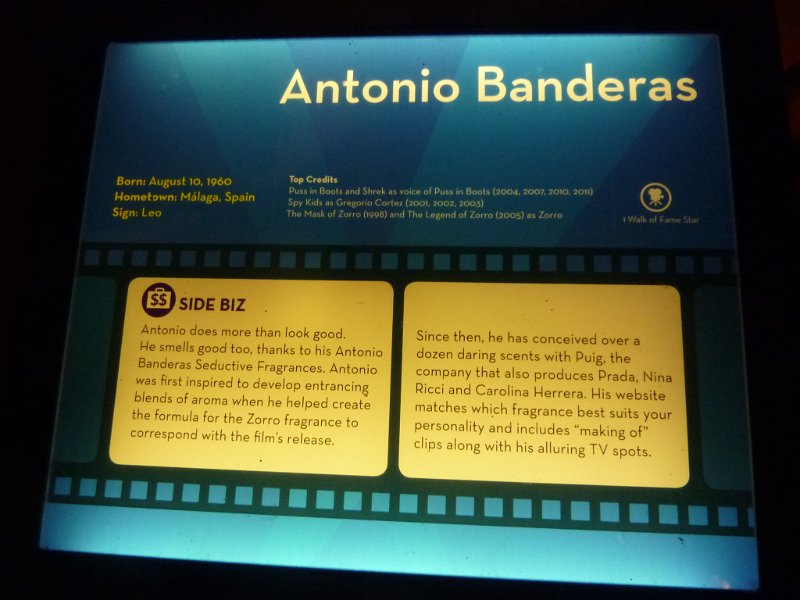 Antonio Banderas
Born: August 10, 1960
Hometown: Málaga, Spain
Sign: Leo
Top Credits
Puss in Boots and Shrek as voice of Puss in Boots (2004, 2007, 2010, 2011)
Spy Kids as Gregorio Cortez (2001, 2002, 2003)
The Mask of Zorro (1998) and The Legend of Zorro (2005) as Zorro
1 Walk of Fame Star
$$ SIDE BIZ
Antonio does more than look good.
He smells good too, thanks to his Antonio
Banderas Seductive Fragrances. Antonio
was first inspired to develop entrancing
blends of aroma when he helped create
the formula for the Zorro fragrance to
correspond with the film's release.
Since then, he has conceived over a
dozen daring scents with Puig, the
company that also produces Prada, Nina
Ricci and Carolina Herrera. His website
matches which fragrance best suits your
personality and includes "making of"
clips along with his alluring TV spots.